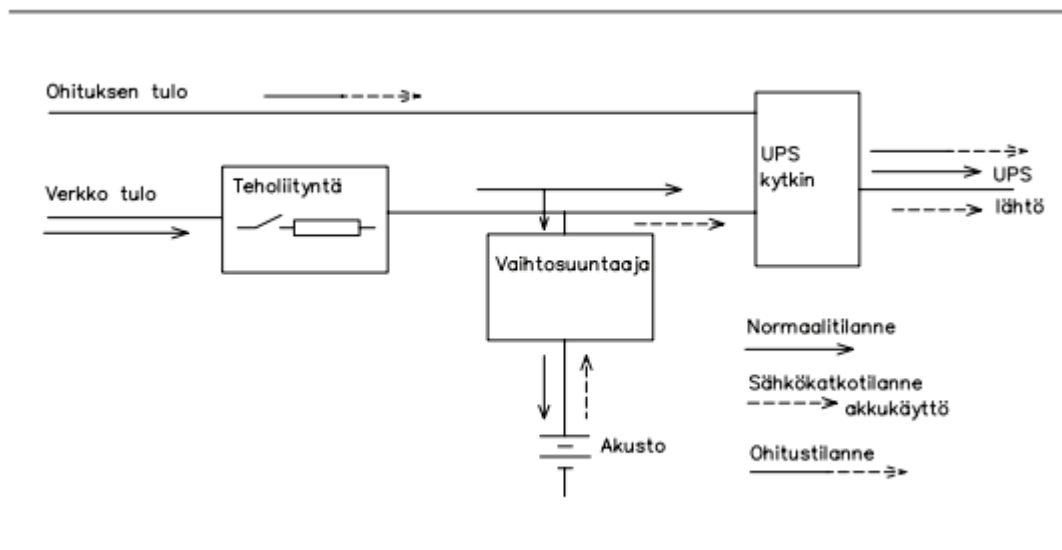 Ohituksen tulo
Verkko tulo
Teholiityntä
UPS
kytkin
UPS
lähtö
Vaihtosuuntaaja
Akusto
Normaalitilanne
Sähkökatkotilanne
akkukäyttö
Ohitustilanne